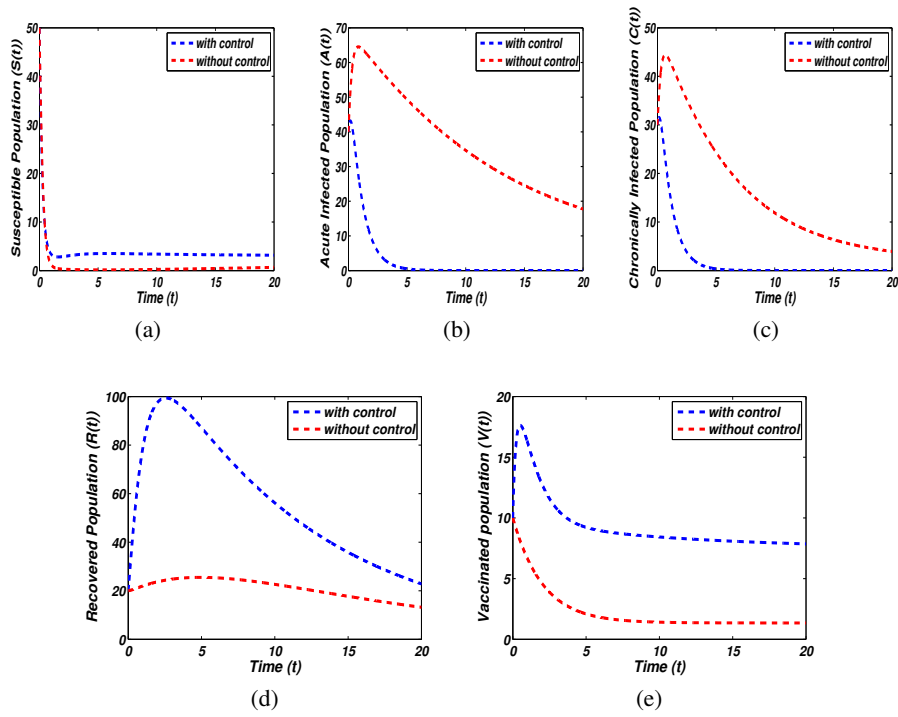 Susceptible Population (S(t))
50
40
30
20
10
0
0 5 10 15 20
Time (t)
with control
without control
(a)
Acute Infected Population (A(t))
70
60
50
40
30
20
10
0
0 5 10 15 20
Time (t)
with control
without control
(b)
Chronically Infected Population (C(t))
50
40
30
20
10
0
0 5 10 15 20
Time (t)
with control
without control
(c)
Recovered Population (R(t))
100
80
60
40
20
0
0 5 10 15 20
Time (t)
with control
without control
(d)
Vaccinated population (V(t))
20
15
10
5
0
0 5 10 15 20
Time (t)
with control
without control
(e)